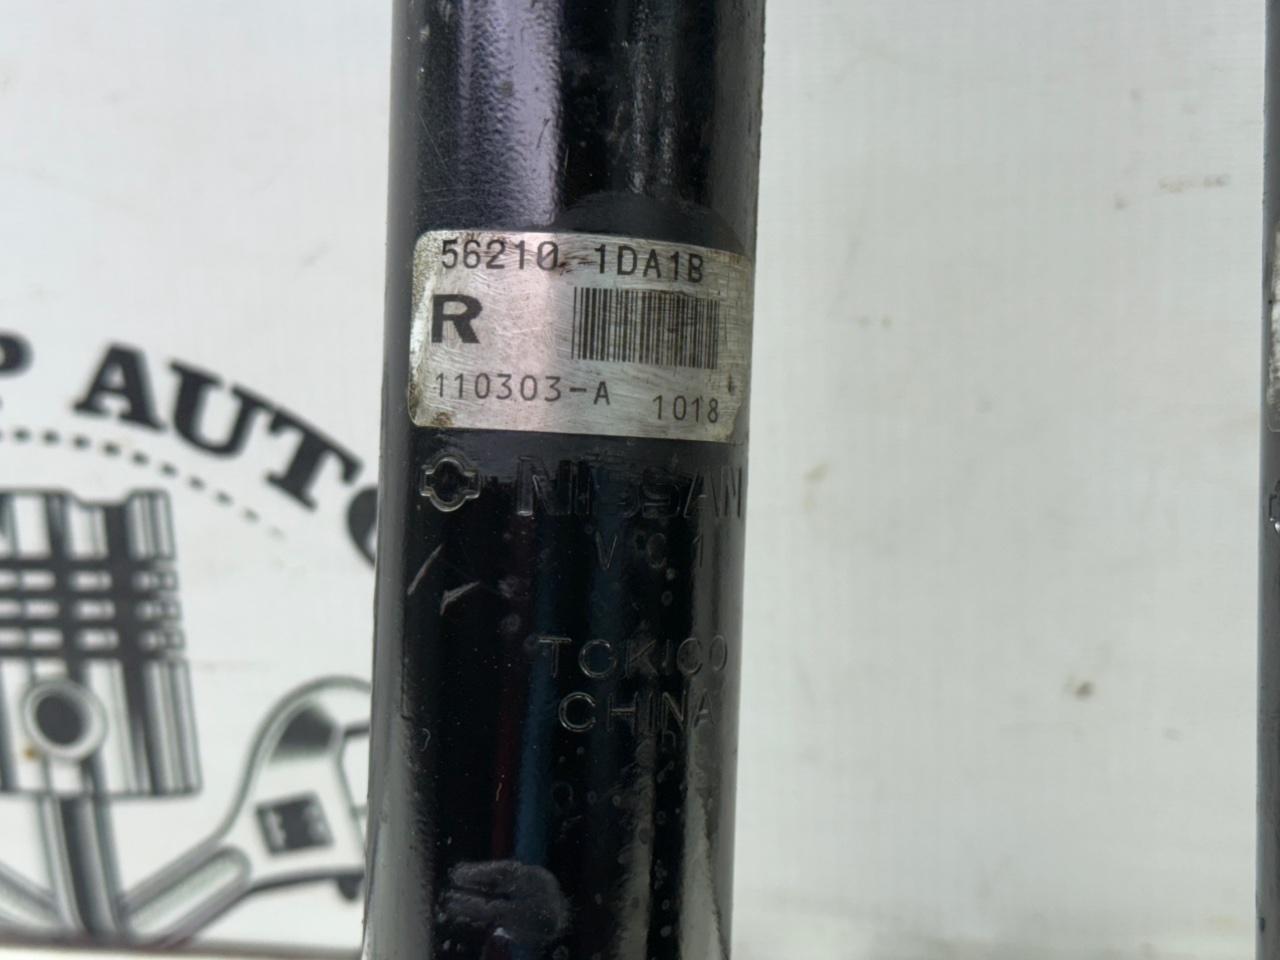 56210 1DA1B
R
110303-A 1018
NISSAN
TOKICO
CHINA
P AUTO